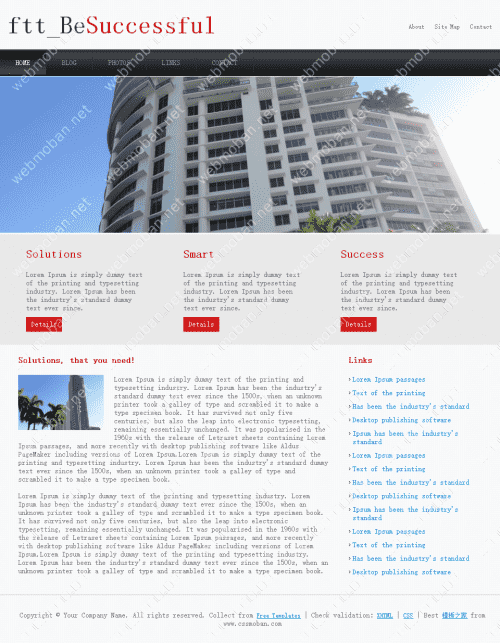 ftt_BeSuccessful
About Site Map Contact
HOME BLOG PHOTOS LINKS CONTACT
Solutions
Lorem Ipsum is simply dummy text
of the printing and typesetting
industry. Lorem Ipsum has been
the industry's standard dummy
text ever since.
Details
Smart
Lorem Ipsum is simply dummy text
of the printing and typesetting
industry. Lorem Ipsum has been
the industry's standard dummy
text ever since.
Details
Success
Lorem Ipsum is simply dummy text
of the printing and typesetting
industry. Lorem Ipsum has been
the industry's standard dummy
text ever since.
Details
Solutions, that you need!
Lorem Ipsum is simply dummy text of the printing and
typesetting industry. Lorem Ipsum has been the industry's
standard dummy text ever since the 1500s, when an unknown
printer took a galley of type and scrambled it to make a
type specimen book. It has survived not only five
centuries, but also the leap into electronic typesetting,
remaining essentially unchanged. It was popularised in the
1960s with the release of Letraset sheets containing Lorem
Ipsum passages, and more recently with desktop publishing software like Aldus
PageMaker including versions of Lorem Ipsum.Lorem Ipsum is simply dummy text of the
printing and typesetting industry. Lorem Ipsum has been the industry's standard dummy
text ever since the 1500s, when an unknown printer took a galley of type and
scrambled it to make a type specimen book.
Lorem Ipsum is simply dummy text of the printing and typesetting industry. Lorem
Ipsum has been the industry's standard dummy text ever since the 1500s, when an
unknown printer took a galley of type and scrambled it to make a type specimen book.
It has survived not only five centuries, but also the leap into electronic
typesetting, remaining essentially unchanged. It was popularised in the 1960s with
the release of Letraset sheets containing Lorem Ipsum passages, and more recently
with desktop publishing software like Aldus PageMaker including versions of Lorem
Ipsum.Lorem Ipsum is simply dummy text of the printing and typesetting industry.
Lorem Ipsum has been the industry's standard dummy text ever since the 1500s, when an
unknown printer took a galley of type and scrambled it to make a type specimen book.
Links
Lorem Ipsum passages
Text of the printing
Has been the industry's standard
Desktop publishing software
Ipsum has been the industry's
standard
Lorem Ipsum passages
Text of the printing
Has been the industry's standard
Desktop publishing software
Ipsum has been the industry's
standard
Lorem Ipsum passages
Text of the printing
Has been the industry's standard
Desktop publishing software
Copyright © Your Company Name. All rights reserved. Collect from Free Templates | Check validation: XHTML | CSS | Best 模板之家 from
www.cssmoban.com
webmoban.net